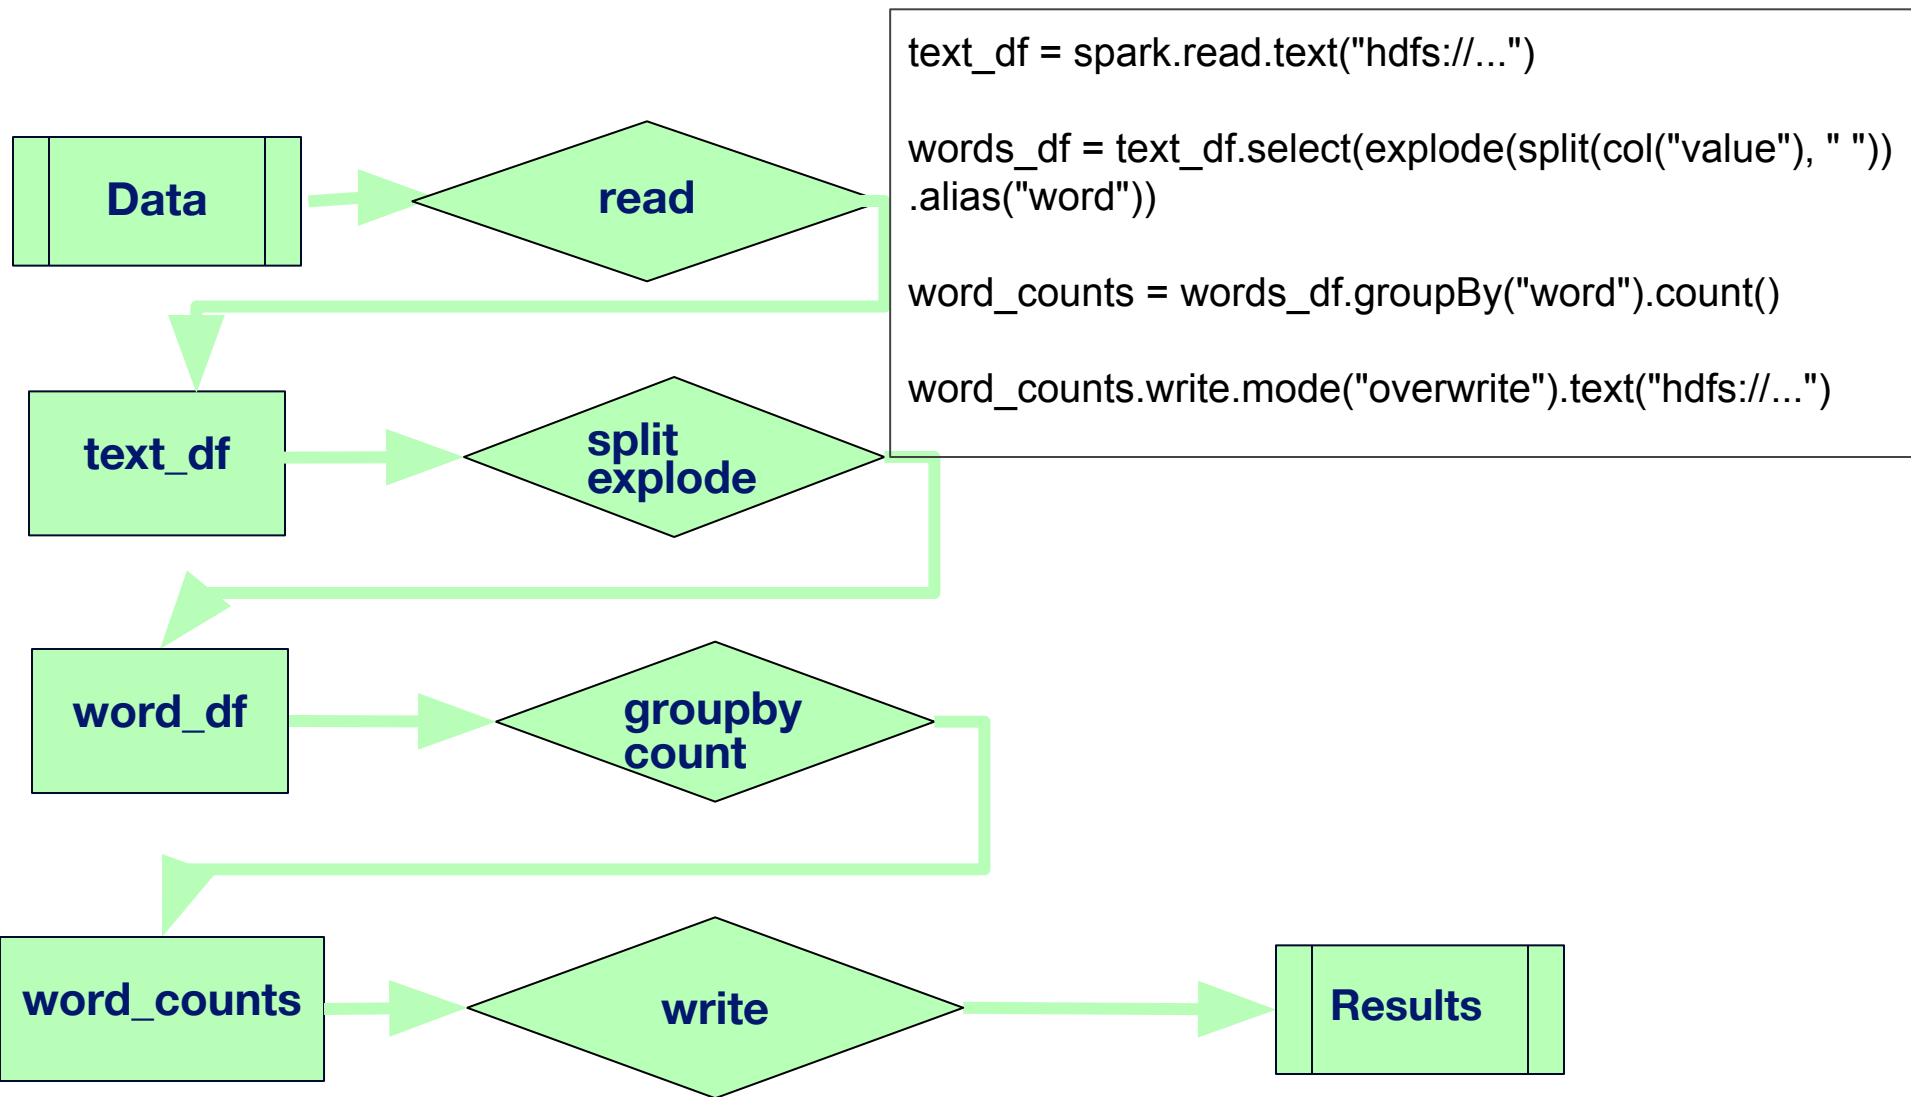 text_df = spark.read.text("hdfs://...")
words_df = text_df.select(explode(split(col("value"), " "))
.alias("word"))
word_counts = words_df.groupBy("word").count()
word_counts.write.mode("overwrite").text("hdfs://...")
Data
read
text_df
split
explode
word_df
groupby
count
word_counts
write
Results